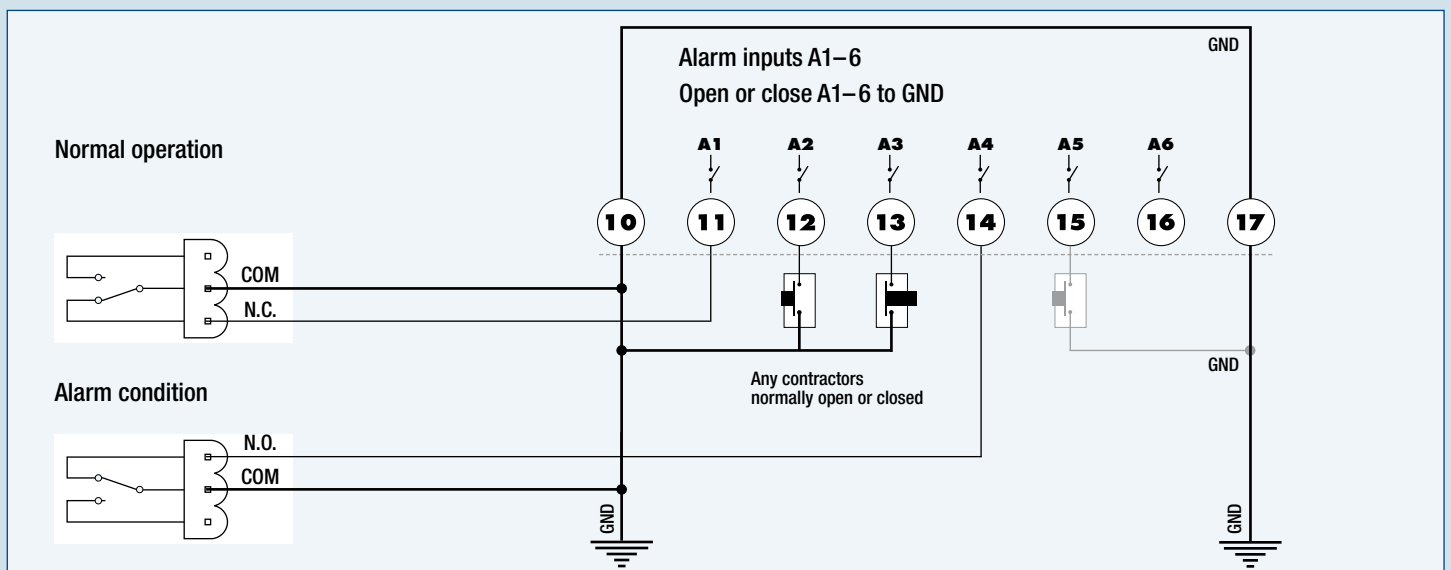 GND
Alarm inputs A1–6
Open or close A1–6 to GND
Normal operation
A1 A2 A3 A4 A5 A6
10 11 12 13 14 15 16 17
COM
N.C.
GND
Any contractors
normally open or closed
Alarm condition
N.O.
COM
GND
GND